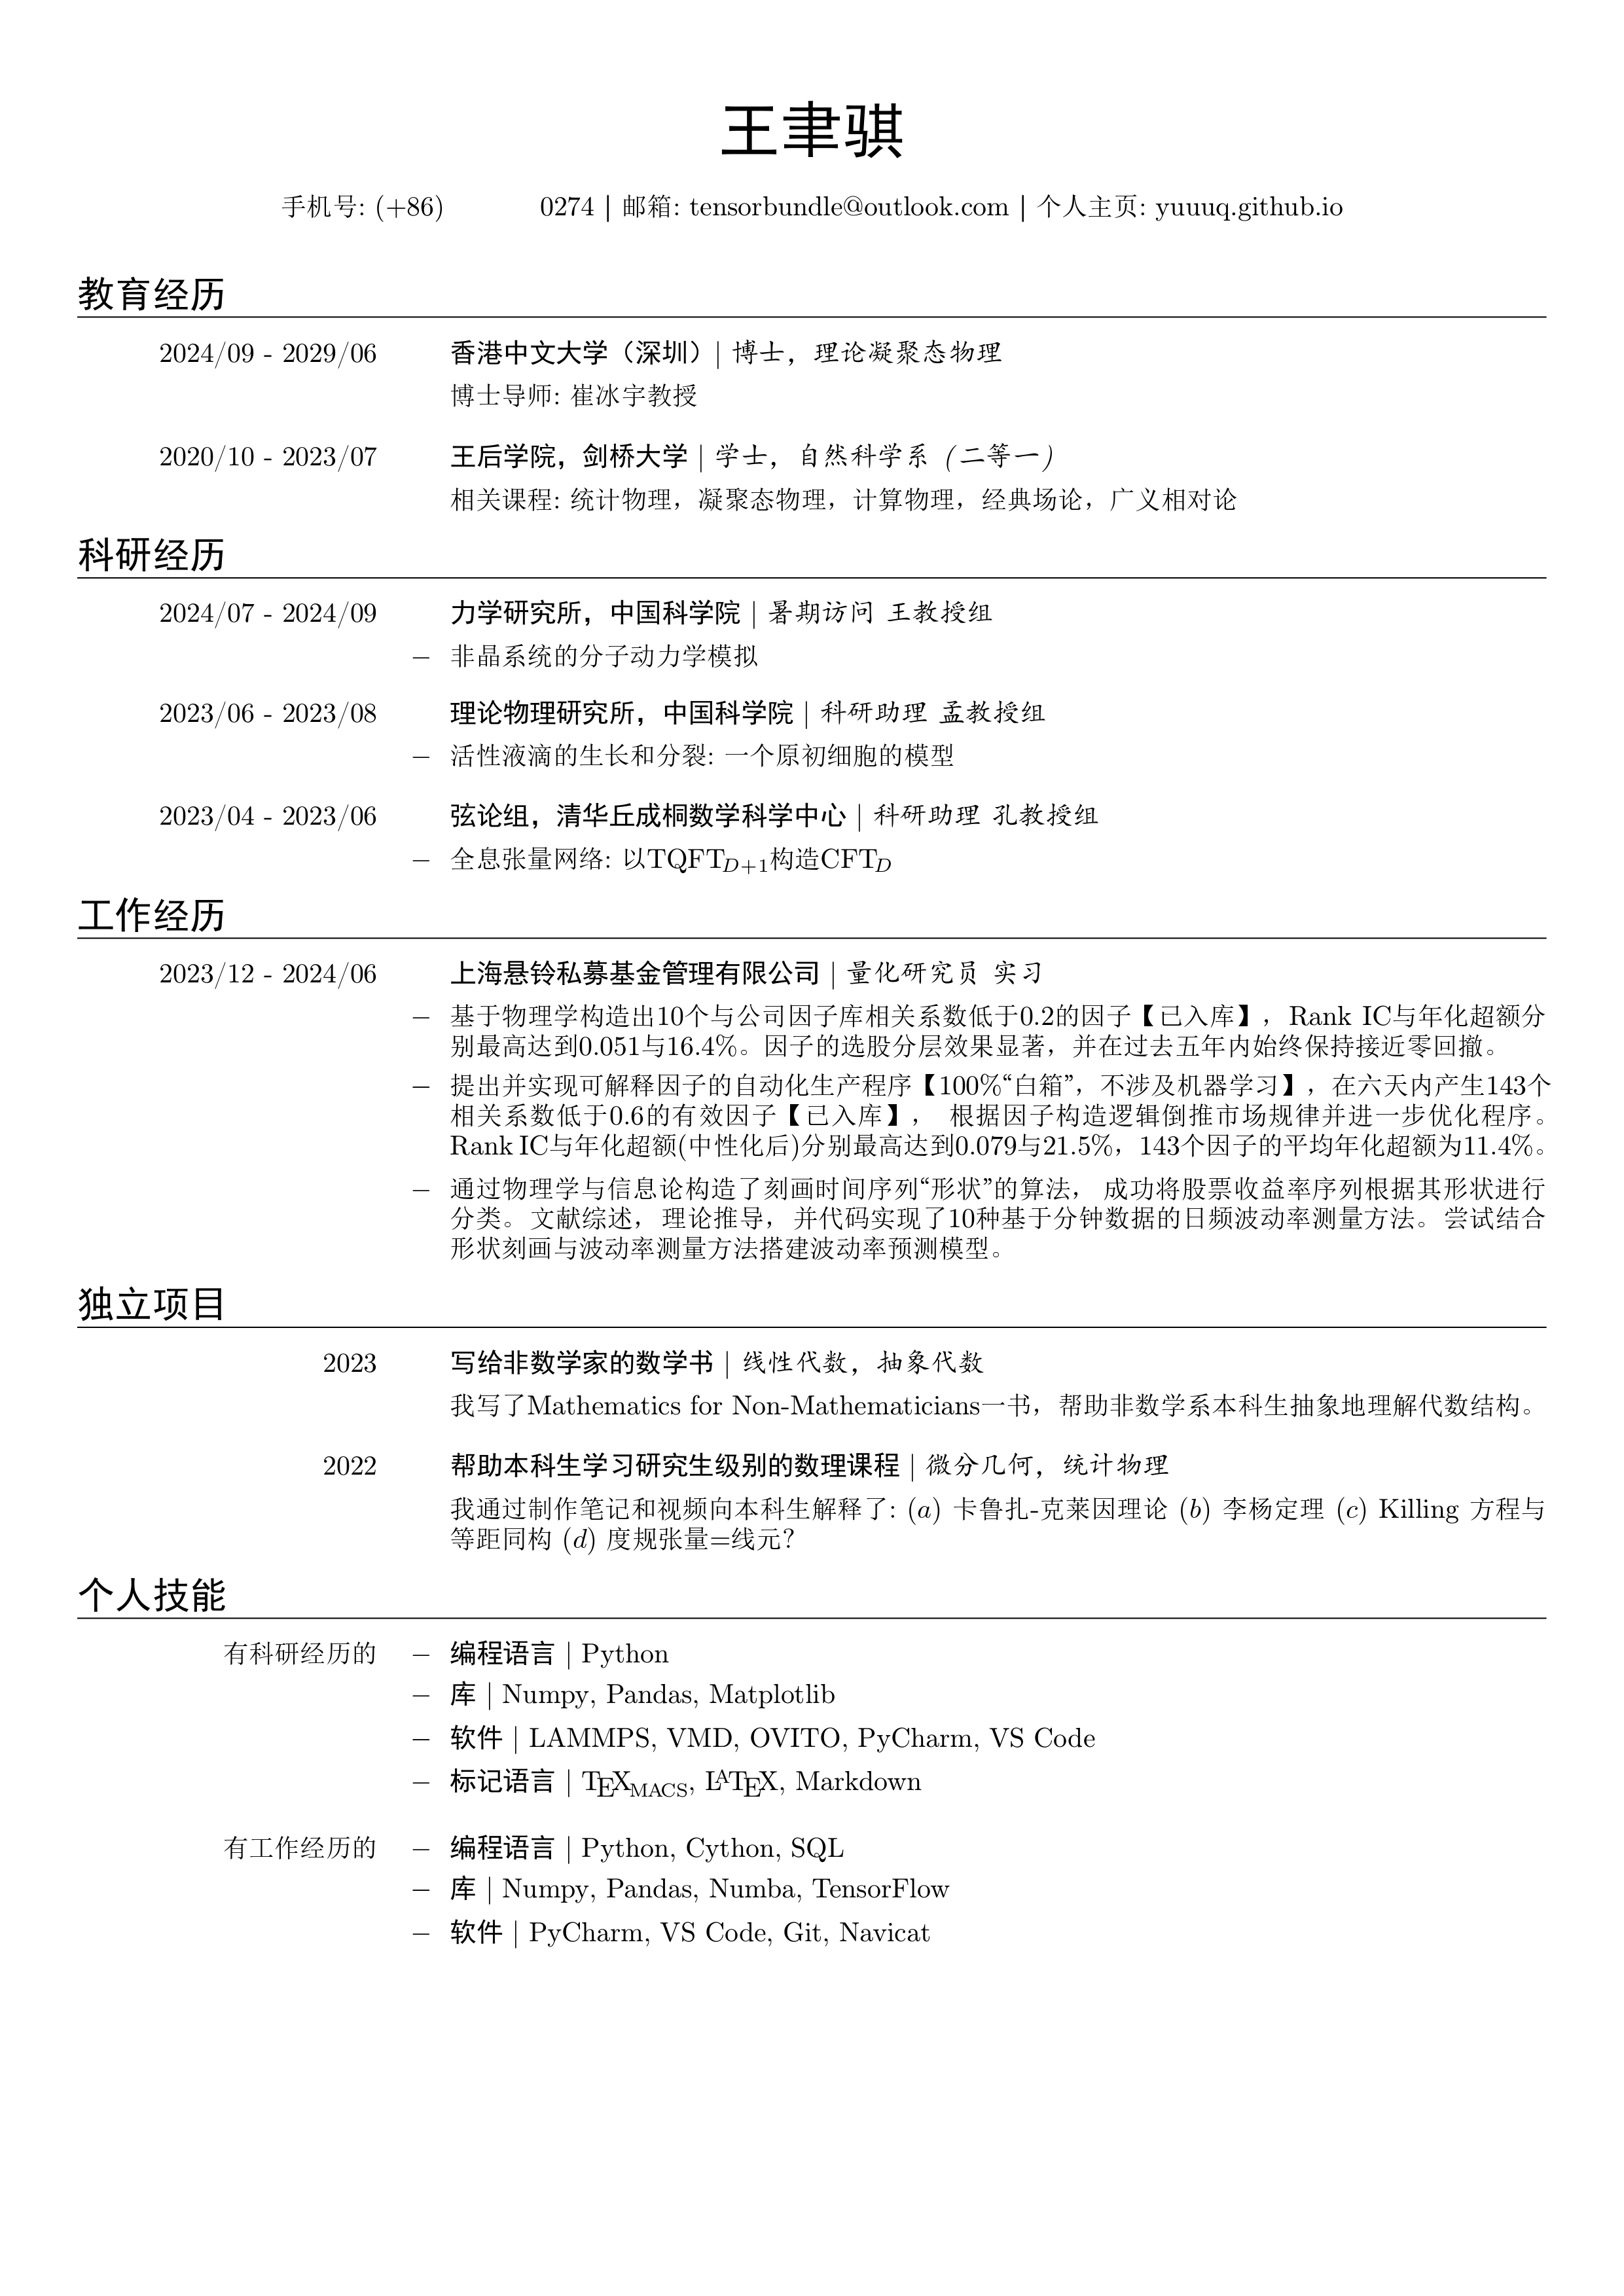 王聿骐
手机号: (+86) 0274 | 邮箱: tensorbundle@outlook.com | 个人主页: yuuuq.github.io
教育经历
2024/09 - 2029/06 香港中文大学（深圳）| 博士，理论凝聚态物理
博士导师: 崔冰宇教授
2020/10 - 2023/07 王后学院，剑桥大学 | 学士，自然科学系（二等一）
相关课程: 统计物理，凝聚态物理，计算物理，经典场论，广义相对论
科研经历
2024/07 - 2024/09 力学研究所，中国科学院 | 暑期访问 王教授组
– 非晶系统的分子动力学模拟
2023/06 - 2023/08 理论物理研究所，中国科学院 | 科研助理 孟教授组
– 活性液滴的生长和分裂: 一个原初细胞的模型
2023/04 - 2023/06 弦论组，清华丘成桐数学科学中心 | 科研助理 孔教授组
– 全息张量网络: 以TQFT_{D+1}构造CFT_D
工作经历
2023/12 - 2024/06 上海悬铃私募基金管理有限公司 | 量化研究员 实习
– 基于物理学构造出10个与公司因子库相关系数低于0.2的因子【已入库】，Rank IC与年化超额分
别最高达到0.051与16.4%。因子的选股分层效果显著，并在过去五年内始终保持接近零回撤。
– 提出并实现可解释因子的自动化生产程序【100%“白箱”，不涉及机器学习】，在六天内产生143个
相关系数低于0.6的有效因子【已入库】， 根据因子构造逻辑倒推市场规律并进一步优化程序。
Rank IC与年化超额(中性化后)分别最高达到0.079与21.5%，143个因子的平均年化超额为11.4%。
– 通过物理学与信息论构造了刻画时间序列“形状”的算法， 成功将股票收益率序列根据其形状进行
分类。文献综述，理论推导，并代码实现了10种基于分钟数据的日频波动率测量方法。尝试结合
形状刻画与波动率测量方法搭建波动率预测模型。
独立项目
2023 写给非数学家的数学书 | 线性代数，抽象代数
我写了Mathematics for Non-Mathematicians一书，帮助非数学系本科生抽象地理解代数结构。
2022 帮助本科生学习研究生级别的数理课程 | 微分几何，统计物理
我通过制作笔记和视频向本科生解释了: (a) 卡鲁扎-克莱因理论 (b) 李杨定理 (c) Killing 方程与
等距同构 (d) 度规张量=线元?
个人技能
有科研经历的 – 编程语言 | Python
– 库 | Numpy, Pandas, Matplotlib
– 软件 | LAMMPS, VMD, OVITO, PyCharm, VS Code
– 标记语言 | TEXMACS, LATEX, Markdown
有工作经历的 – 编程语言 | Python, Cython, SQL
– 库 | Numpy, Pandas, Numba, TensorFlow
– 软件 | PyCharm, VS Code, Git, Navicat